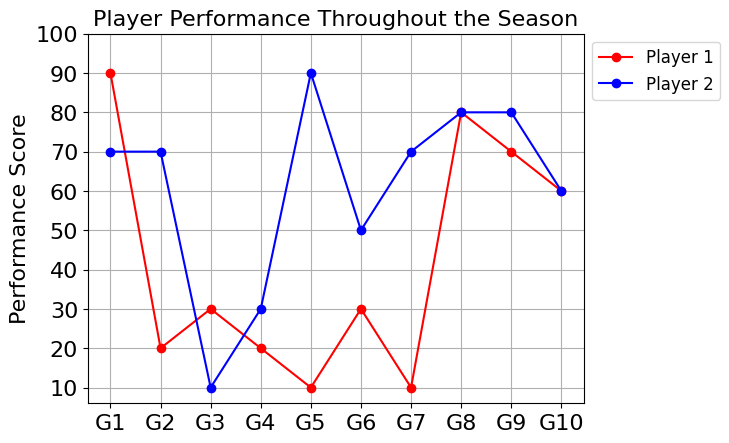 Player Performance Throughout the Season
Performance Score
100
90
80
70
60
50
40
30
20
10
G1 G2 G3 G4 G5 G6 G7 G8 G9 G10
Player 1
Player 2